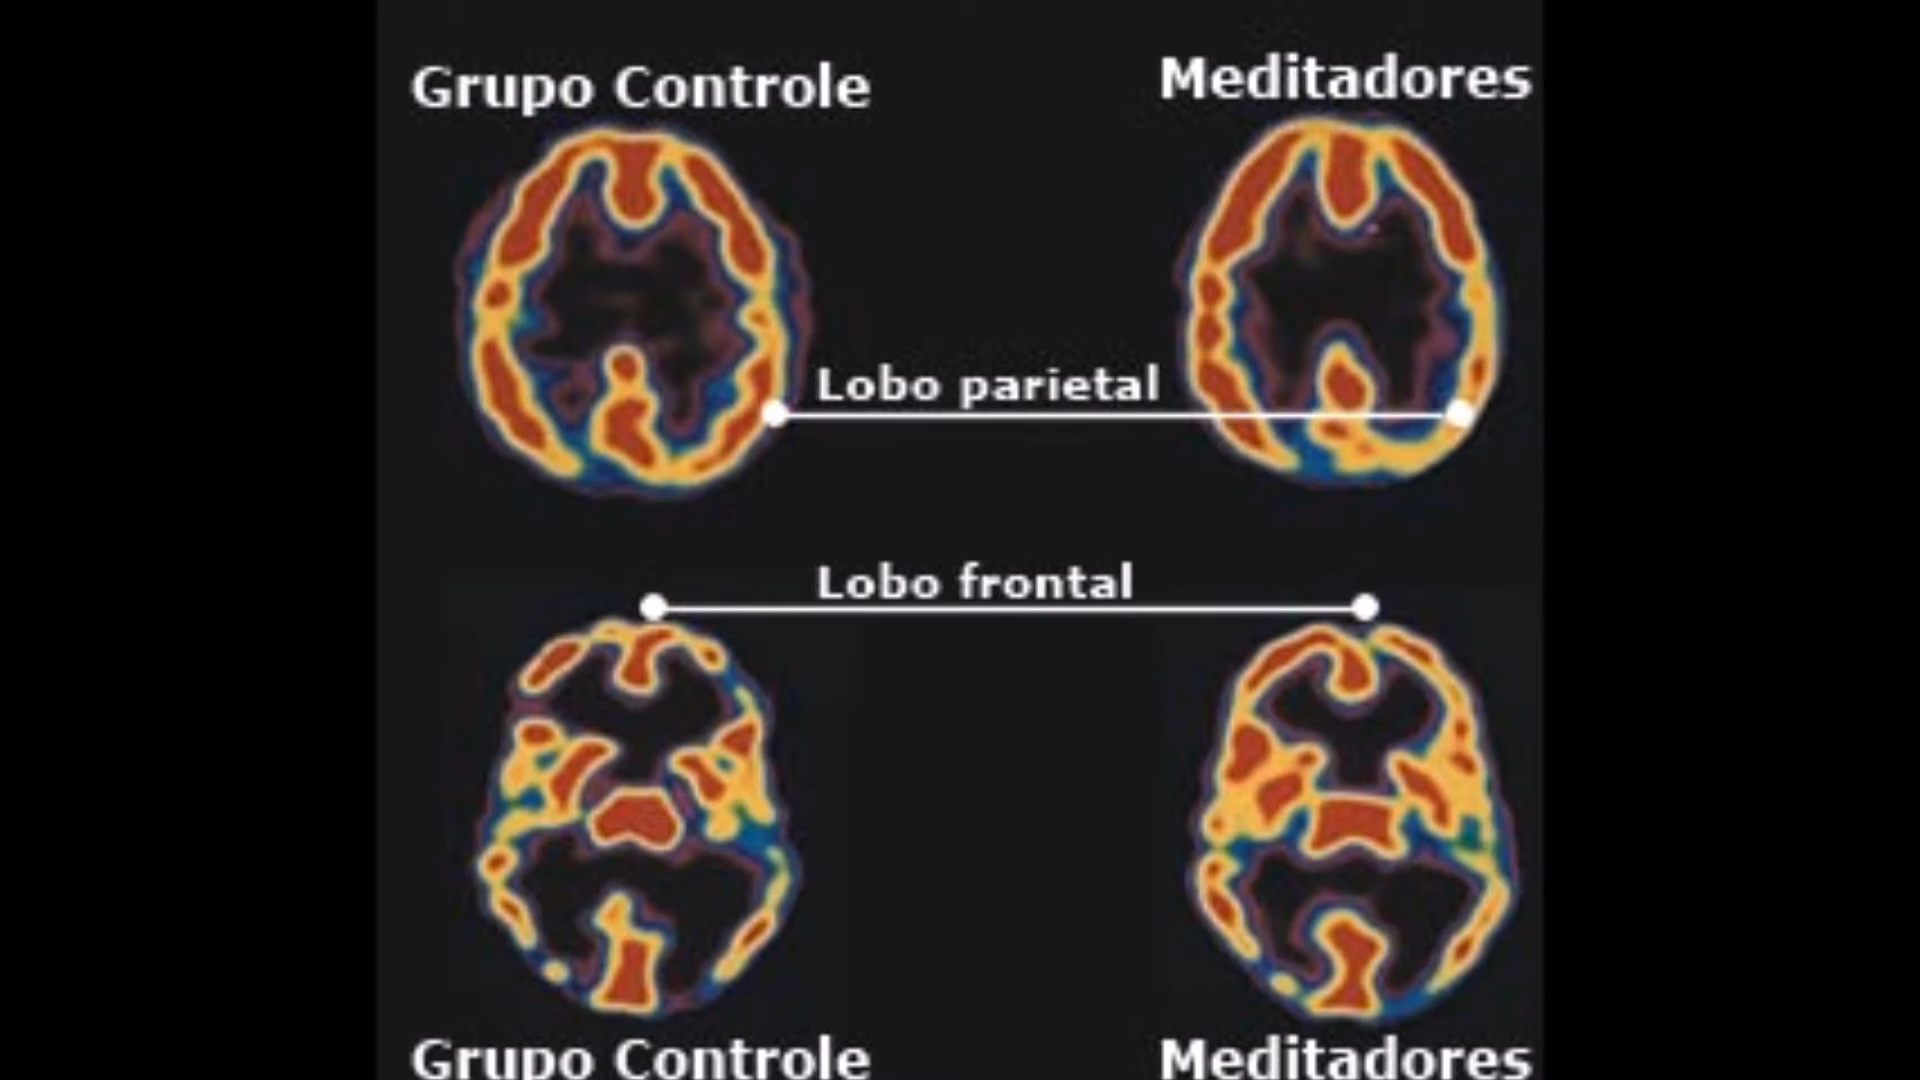 Grupo Controle
Meditadores
Lobo parietal
Lobo frontal
Grupo Controle
Meditadores